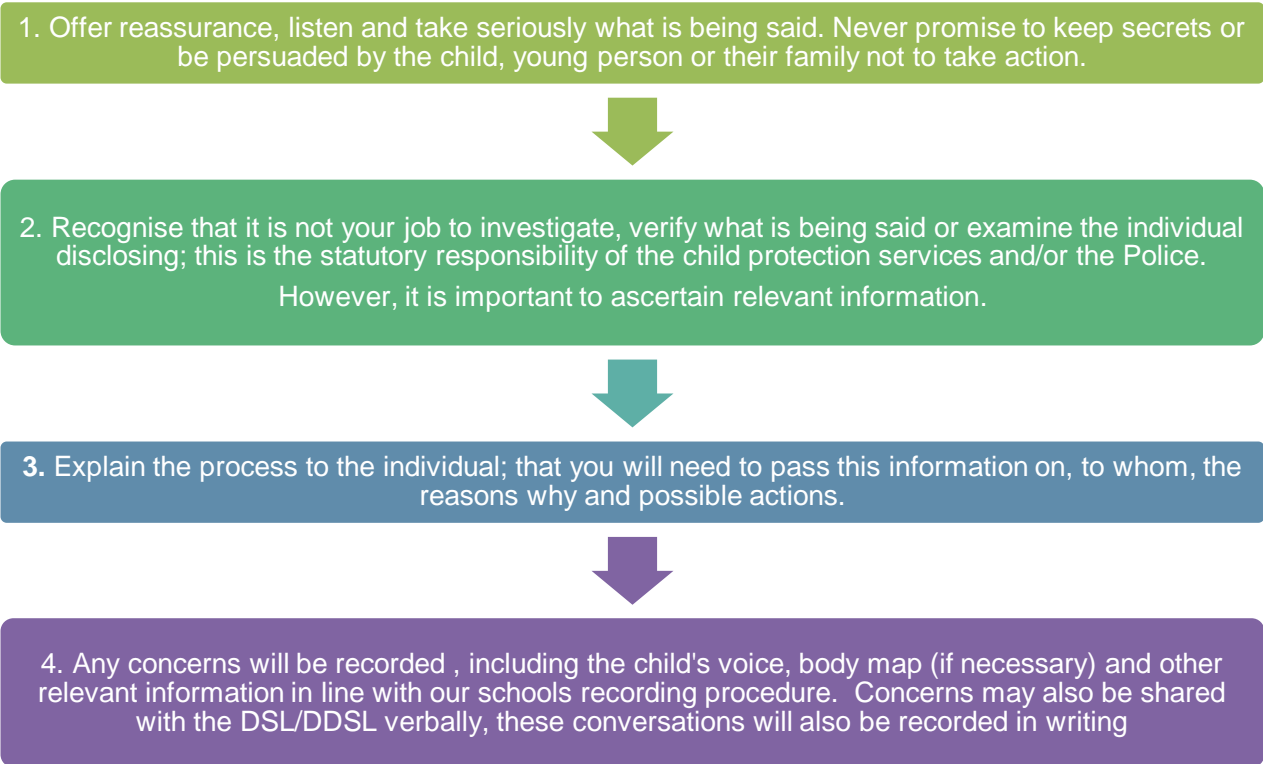 1. Offer reassurance, listen and take seriously what is being said. Never promise to keep secrets or
be persuaded by the child, young person or their family not to take action.
2. Recognise that it is not your job to investigate, verify what is being said or examine the individual
disclosing; this is the statutory responsibility of the child protection services and/or the Police.
However, it is important to ascertain relevant information.
3. Explain the process to the individual; that you will need to pass this information on, to whom, the
reasons why and possible actions.
4. Any concerns will be recorded , including the child's voice, body map (if necessary) and other
relevant information in line with our schools recording procedure.  Concerns may also be shared
with the DSL/DDSL verbally, these conversations will also be recorded in writing